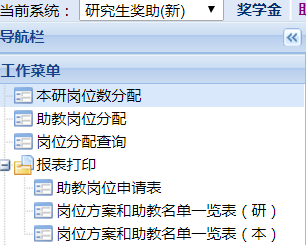 当前系统： 研究生奖助(新) 奖学金
导航栏
工作菜单
本研岗位数分配
助教岗位分配
岗位分配查询
报表打印
助教岗位申请表
岗位方案和助教名单一览表（研）
岗位方案和助教名单一览表（本）